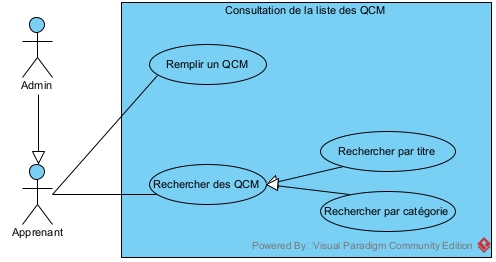 Consultation de la liste des QCM
Remplir un QCM
Admin
Rechercher par titre
Rechercher des QCM
Rechercher par catégorie
Apprenant
Powered By Visual Paradigm Community Edition